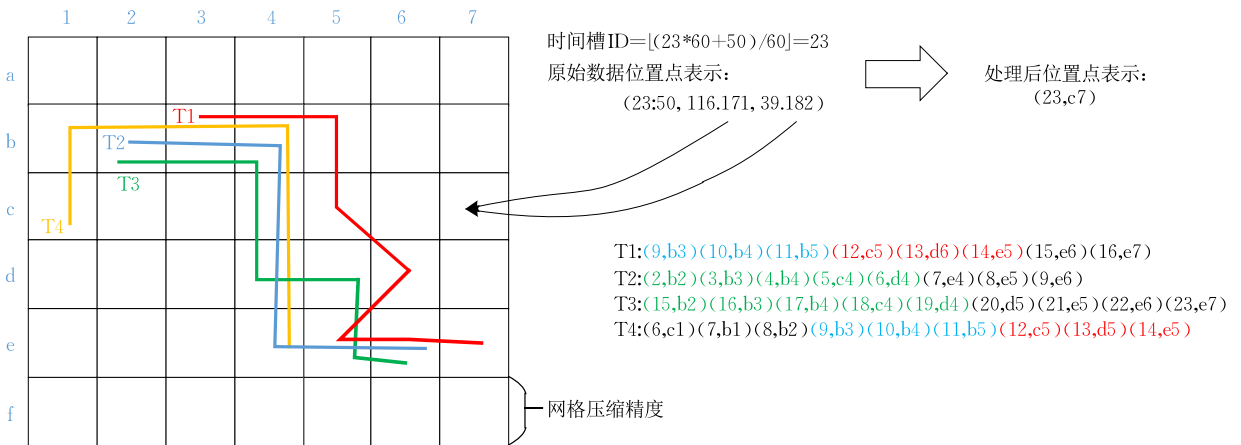 1 2 3 4 5 6 7
a
b
c
d
e
f
T1
T2
T3
T4
时间槽ID=⌊(23*60+50)/60⌋=23
原始数据位置点表示:
(23:50, 116.171, 39.182)
处理后位置点表示:
(23,c7)
T1:(9,b3)(10,b4)(11,b5)(12,c5)(13,d6)(14,e5)(15,e6)(16,e7)
T2:(2,b2)(3,b3)(4,b4)(5,c4)(6,d4)(7,e4)(8,e5)(9,e6)
T3:(15,b2)(16,b3)(17,b4)(18,c4)(19,d4)(20,d5)(21,e5)(22,e6)(23,e7)
T4:(6,c1)(7,b1)(8,b2)(9,b3)(10,b4)(11,b5)(12,c5)(13,d5)(14,e5)
网格压缩精度